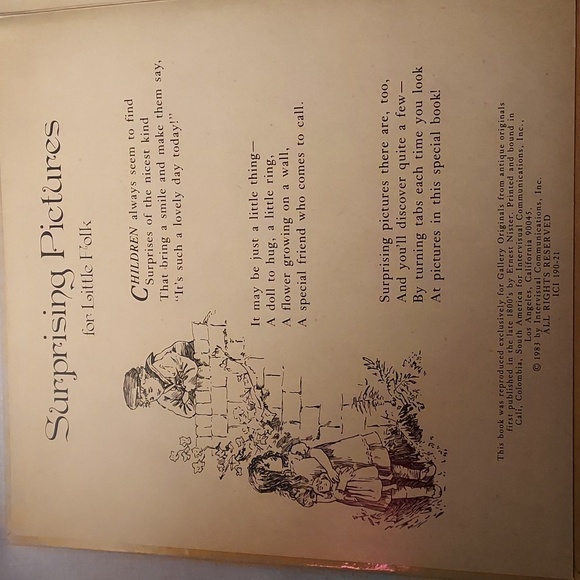 Surprising Pictures
for Little Folk
CHILDREN always seem to find
Surprises of the nicest kind
That bring a smile and make them say,
“It's such a lovely day today!”
It may be just a little thing—
A doll to hug, a little ring,
A flower growing on a wall,
A special friend who comes to call.
Surprising pictures there are, too,
And you'll discover quite a few—
By turning tabs each time you look
At pictures in this special book!
This book was reproduced exclusively for Gallery Originals from antique originals
first published in the late 1800's by Ernest Nister. Printed and bound in
Cali, Colombia, South America for Intervisual Communications, Inc.,
Los Angeles, California 90045.
© 1983 by Intervisual Communications, Inc.
ALL RIGHTS RESERVED
ICI 190-21